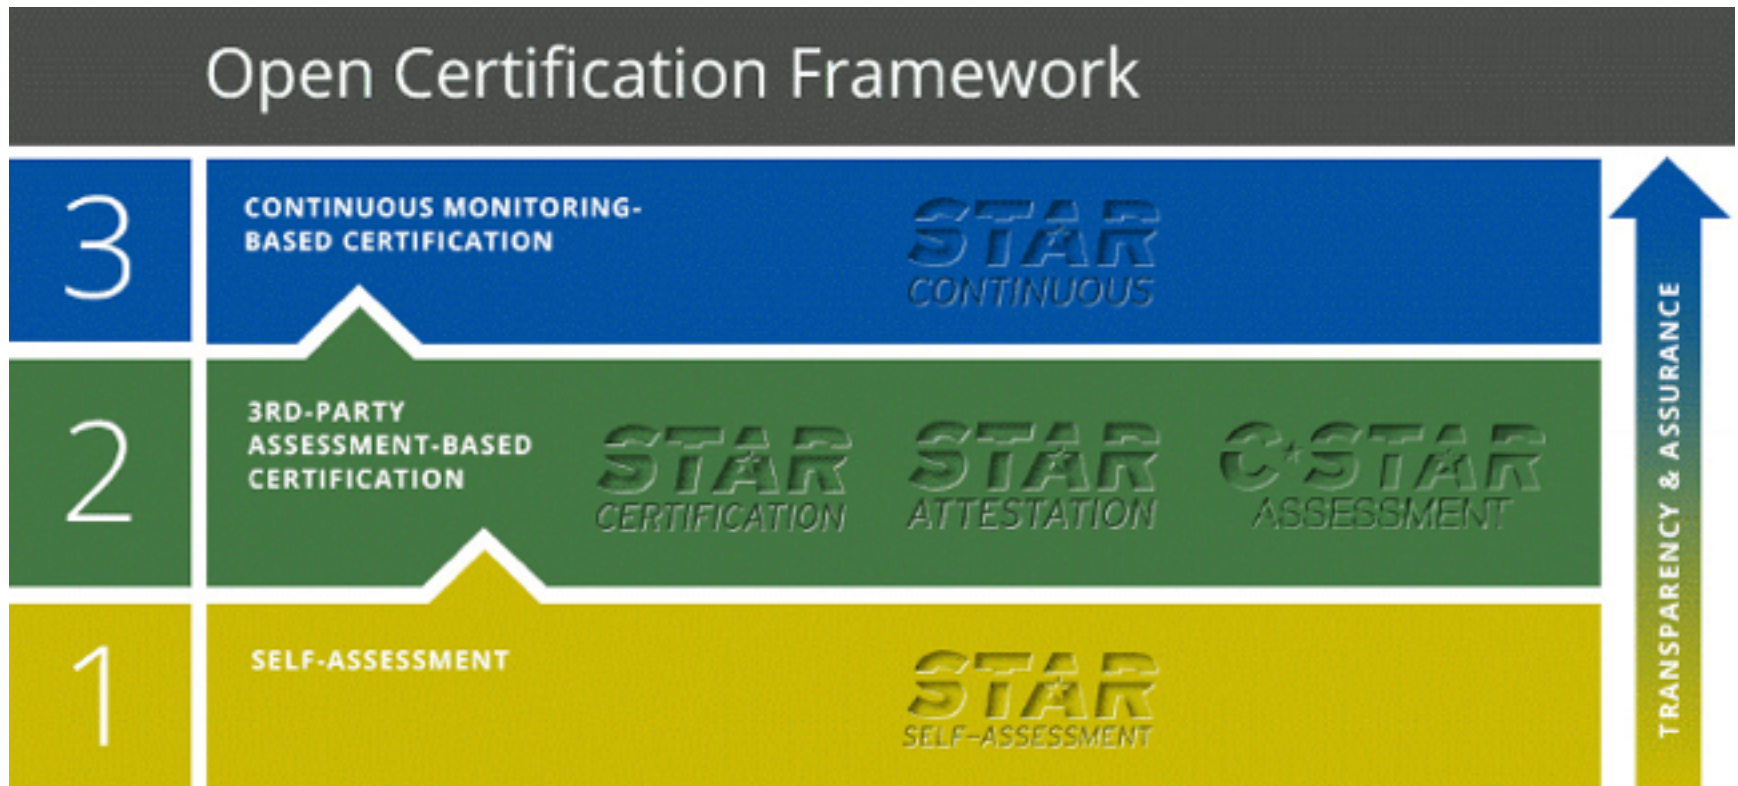 Open Certification Framework
3
CONTINUOUS MONITORING-
BASED CERTIFICATION
STAR
CONTINUOUS
2
3RD-PARTY
ASSESSMENT-BASED
CERTIFICATION
STAR
CERTIFICATION
STAR
ATTESTATION
C*STAR
ASSESSMENT
1
SELF-ASSESSMENT
STAR
SELF-ASSESSMENT
TRANSPARENCY & ASSURANCE